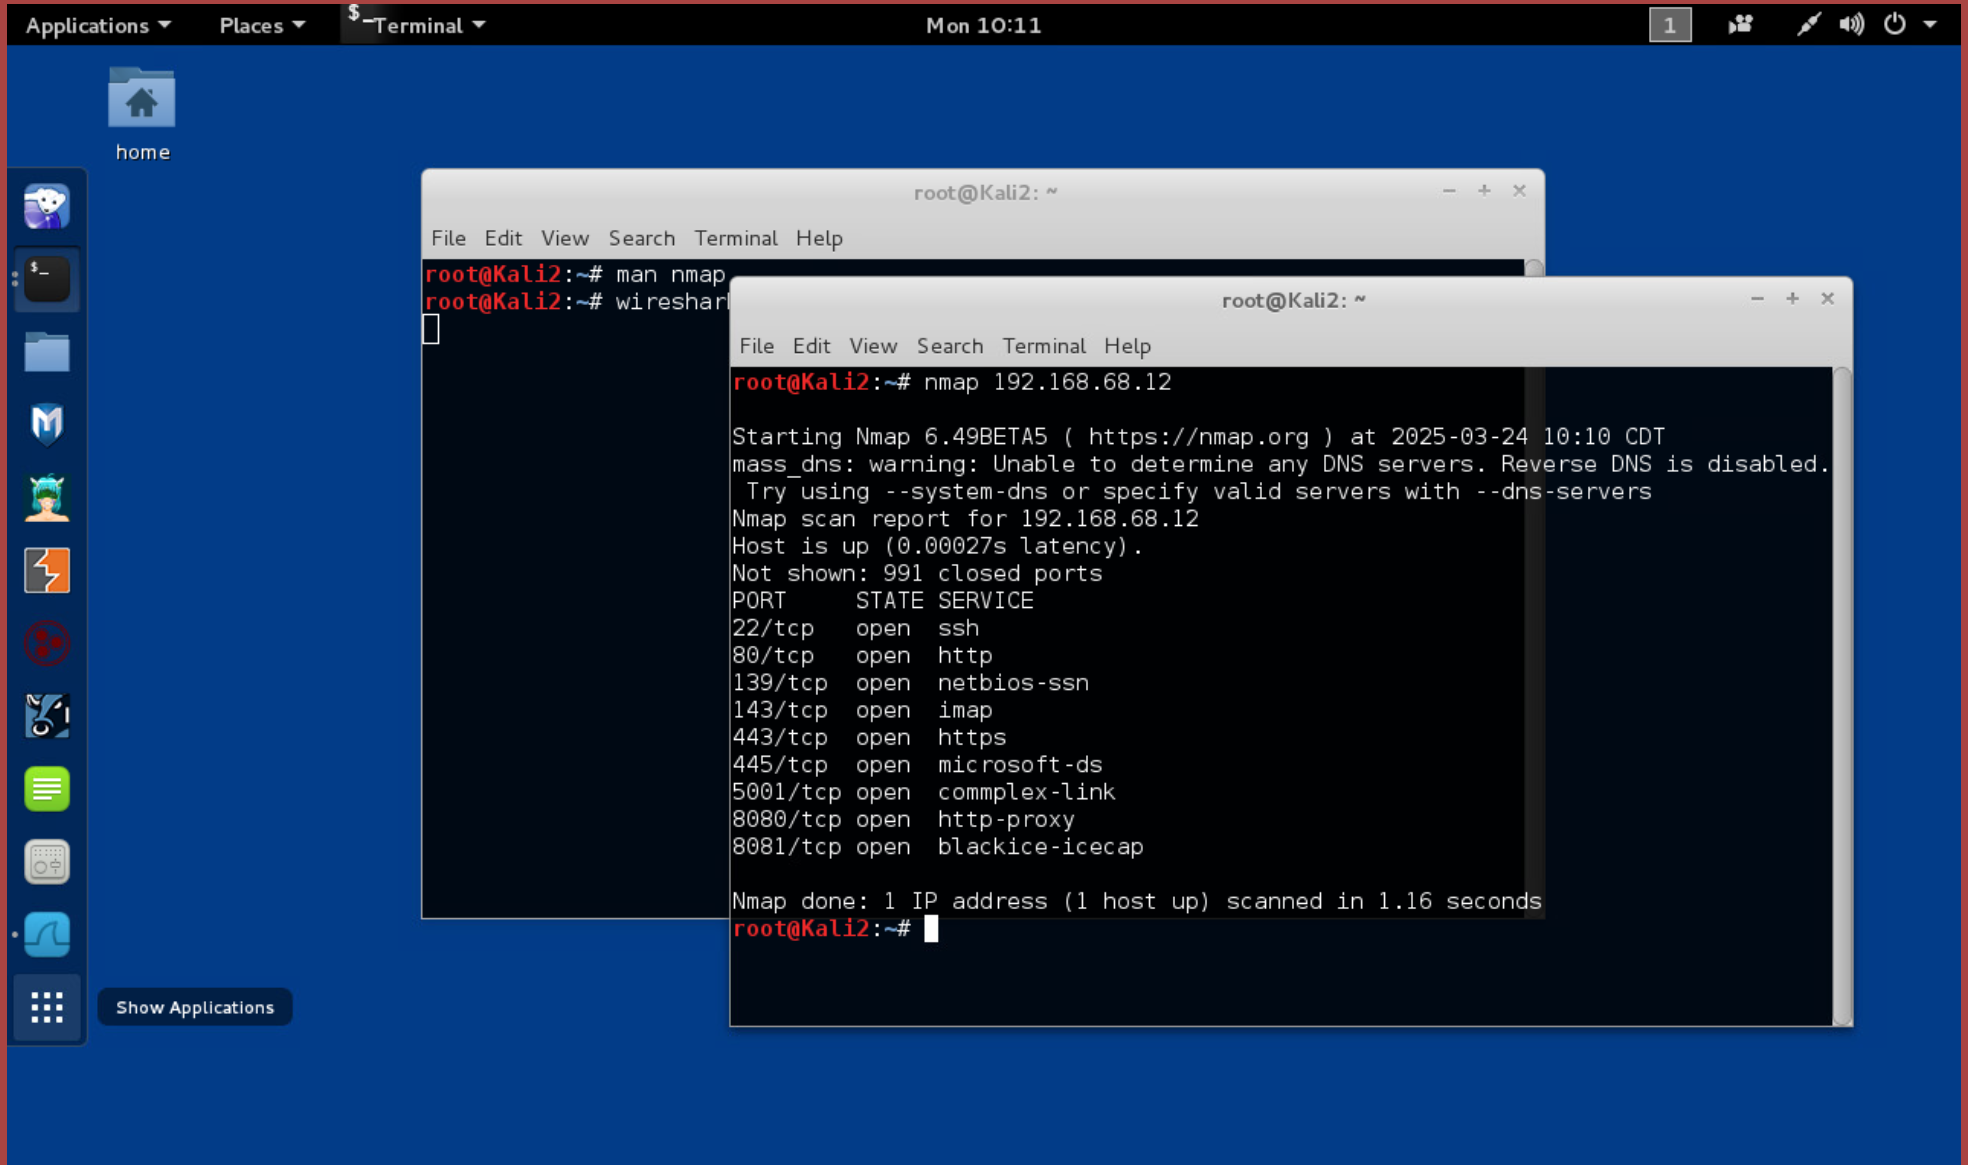 Applications Places $_Terminal Mon 10:11 1
home
root@Kali2: ~
File Edit View Search Terminal Help
root@Kali2:~# man nmap
root@Kali2:~# wireshar
root@Kali2: ~
File Edit View Search Terminal Help
root@Kali2:~# nmap 192.168.68.12
Starting Nmap 6.49BETA5 ( https://nmap.org ) at 2025-03-24 10:10 CDT
mass_dns: warning: Unable to determine any DNS servers. Reverse DNS is disabled.
Try using --system-dns or specify valid servers with --dns-servers
Nmap scan report for 192.168.68.12
Host is up (0.00027s latency).
Not shown: 991 closed ports
PORT STATE SERVICE
22/tcp open ssh
80/tcp open http
139/tcp open netbios-ssn
143/tcp open imap
443/tcp open https
445/tcp open microsoft-ds
5001/tcp open commplex-link
8080/tcp open http-proxy
8081/tcp open blackice-icecap
Nmap done: 1 IP address (1 host up) scanned in 1.16 seconds
root@Kali2:~#
Show Applications